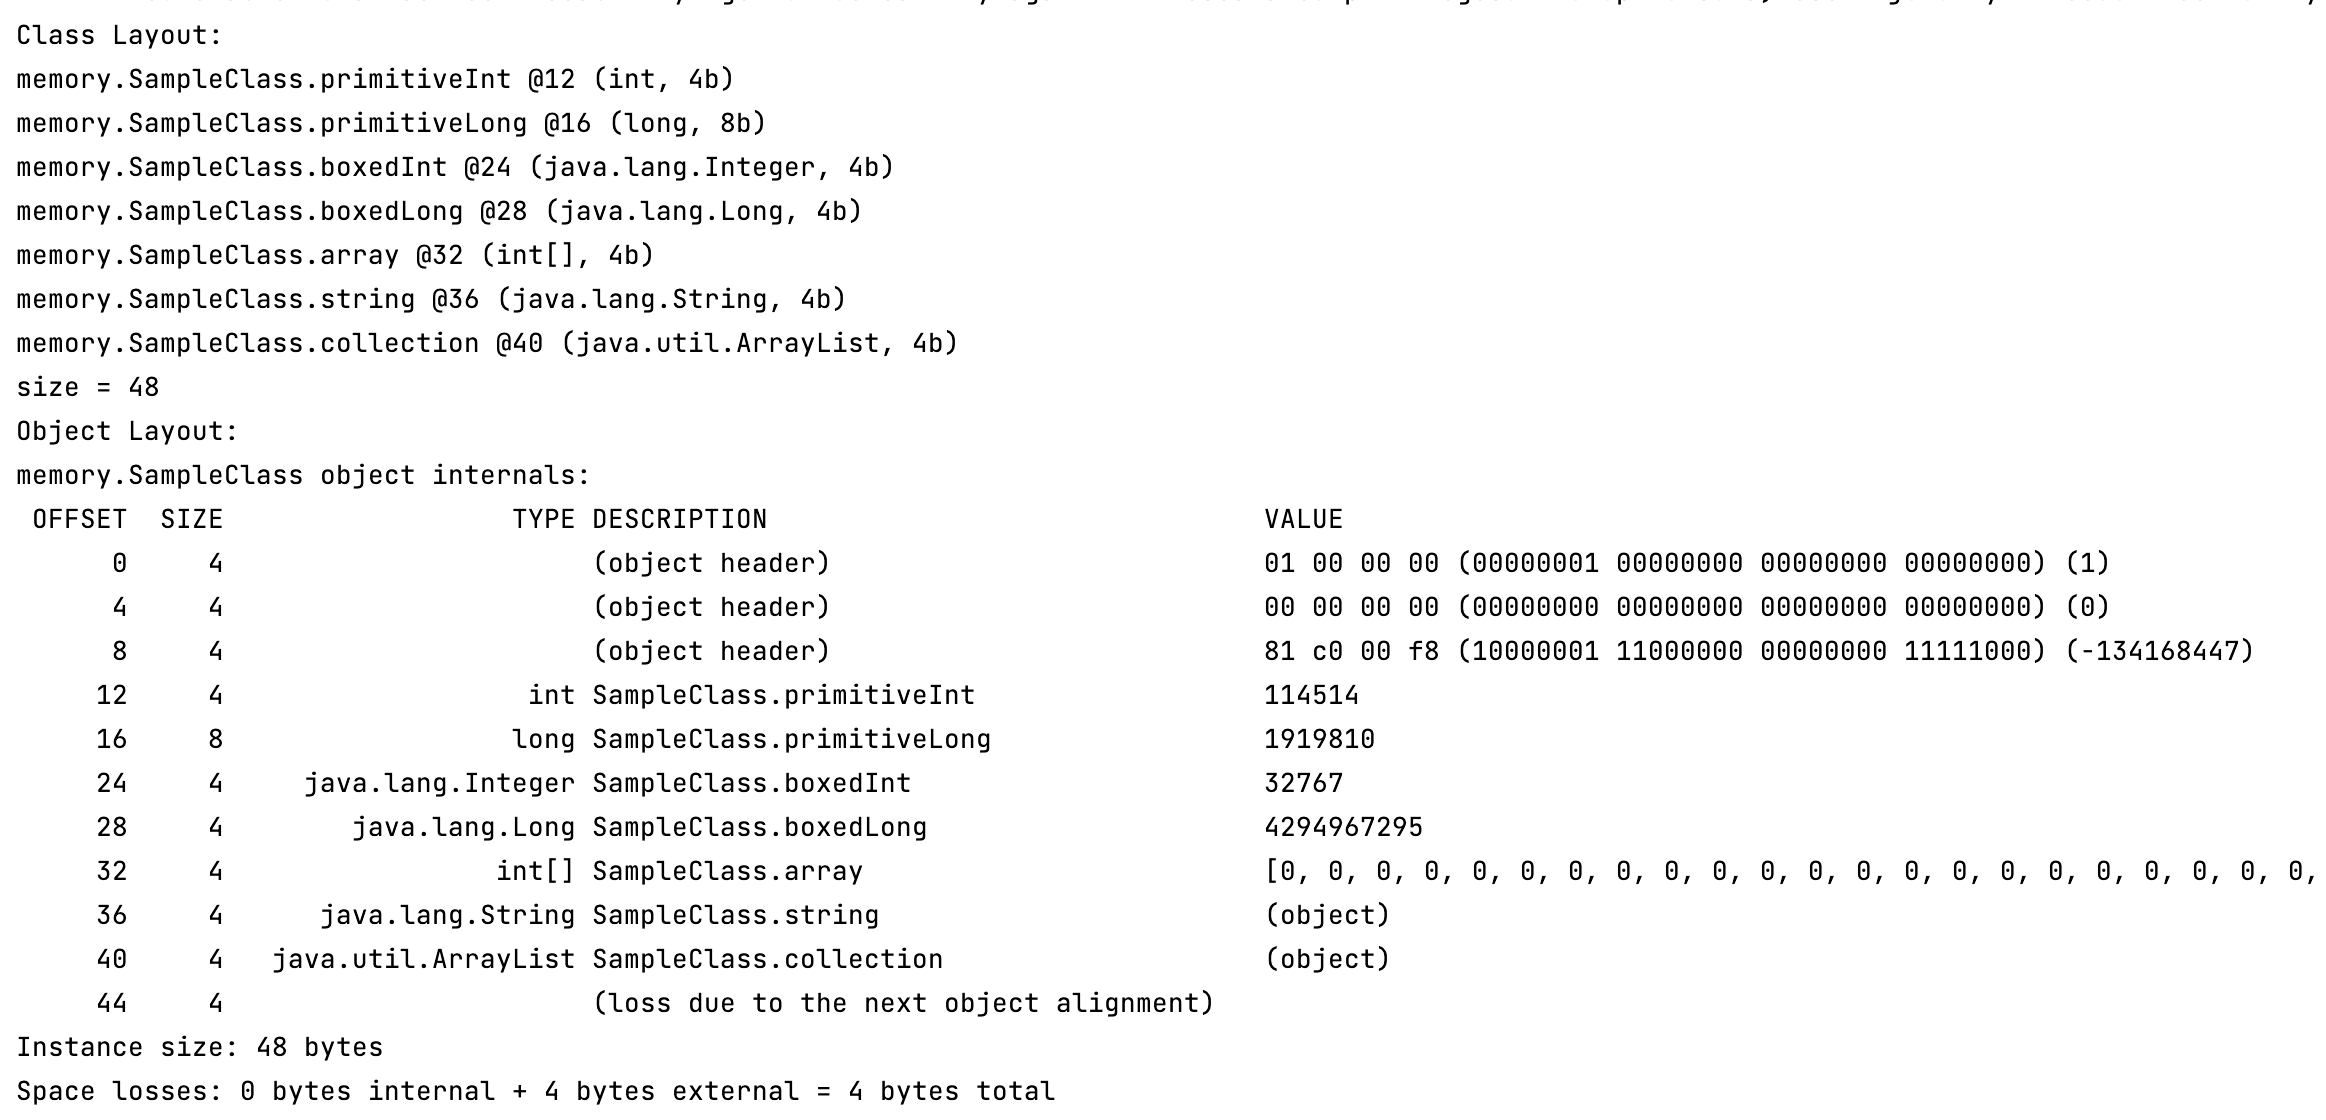 Class Layout:
memory.SampleClass.primitiveInt @12 (int, 4b)
memory.SampleClass.primitiveLong @16 (long, 8b)
memory.SampleClass.boxedInt @24 (java.lang.Integer, 4b)
memory.SampleClass.boxedLong @28 (java.lang.Long, 4b)
memory.SampleClass.array @32 (int[], 4b)
memory.SampleClass.string @36 (java.lang.String, 4b)
memory.SampleClass.collection @40 (java.util.ArrayList, 4b)
size = 48
Object Layout:
memory.SampleClass object internals:
 OFFSET  SIZE                  TYPE DESCRIPTION                               VALUE
      0     4                       (object header)                           01 00 00 00 (00000001 00000000 00000000 00000000) (1)
      4     4                       (object header)                           00 00 00 00 (00000000 00000000 00000000 00000000) (0)
      8     4                       (object header)                           81 c0 00 f8 (10000001 11000000 00000000 11111000) (-134168447)
     12     4                   int SampleClass.primitiveInt                  114514
     16     8                  long SampleClass.primitiveLong                 1919810
     24     4     java.lang.Integer SampleClass.boxedInt                      32767
     28     4        java.lang.Long SampleClass.boxedLong                     4294967295
     32     4                 int[] SampleClass.array                         [0, 0, 0, 0, 0, 0, 0, 0, 0, 0, 0, 0, 0, 0, 0, 0, 0, 0, 0, 0, 0, 0,
     36     4      java.lang.String SampleClass.string                        (object)
     40     4   java.util.ArrayList SampleClass.collection                    (object)
     44     4                       (loss due to the next object alignment)
Instance size: 48 bytes
Space losses: 0 bytes internal + 4 bytes external = 4 bytes total